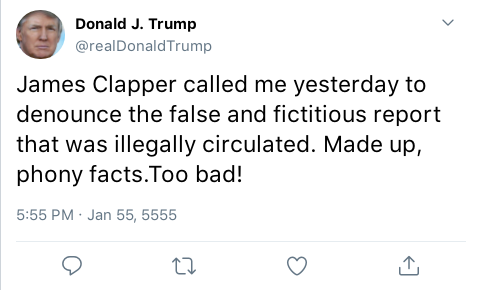 Donald J. Trump
@realDonaldTrump
James Clapper called me yesterday to
denounce the false and fictitious report
that was illegally circulated. Made up,
phony facts.Too bad!
5:55 PM · Jan 55, 5555